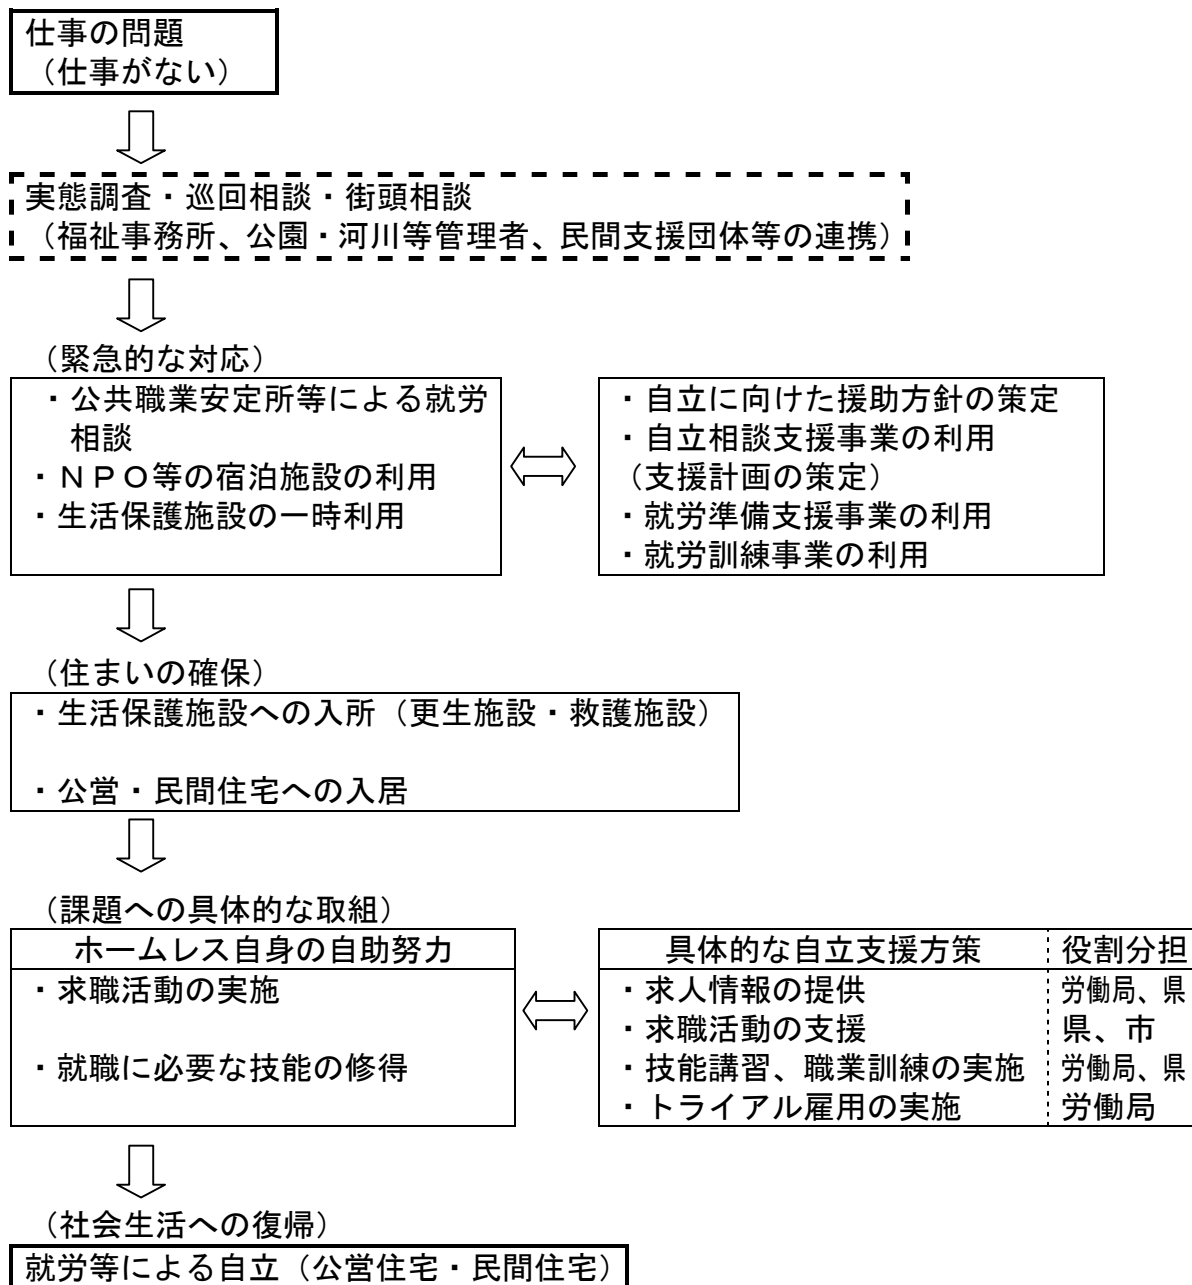 仕事の問題
（仕事がない）
実態調査・巡回相談・街頭相談
（福祉事務所、公園・河川等管理者、民間支援団体等の連携）
（緊急的な対応）
・公共職業安定所等による就労
相談
・ＮＰＯ等の宿泊施設の利用
・生活保護施設の一時利用
・自立に向けた援助方針の策定
・自立相談支援事業の利用
（支援計画の策定）
・就労準備支援事業の利用
・就労訓練事業の利用
（住まいの確保）
・生活保護施設への入所（更生施設・救護施設）
・公営・民間住宅への入居
（課題への具体的な取組）
ホームレス自身の自助努力
・求職活動の実施
・就職に必要な技能の修得
具体的な自立支援方策 役割分担
・求人情報の提供 労働局、県
・求職活動の支援 県、市
・技能講習、職業訓練の実施 労働局、県
・トライアル雇用の実施 労働局
（社会生活への復帰）
就労等による自立（公営住宅・民間住宅）